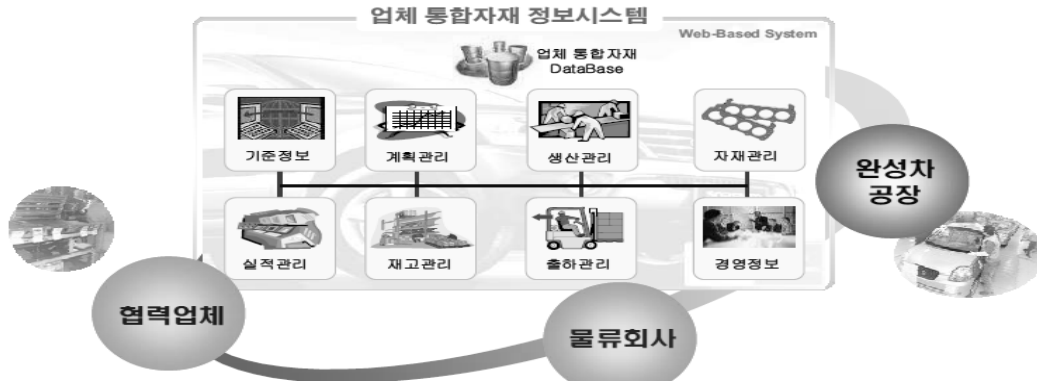 업체 통합자재 정보시스템
Web-Based System
업체 통합자재
DataBase
기준정보
계획관리
생산관리
자재관리
실적관리
재고관리
출하관리
경영정보
완성차
공장
협력업체
물류회사